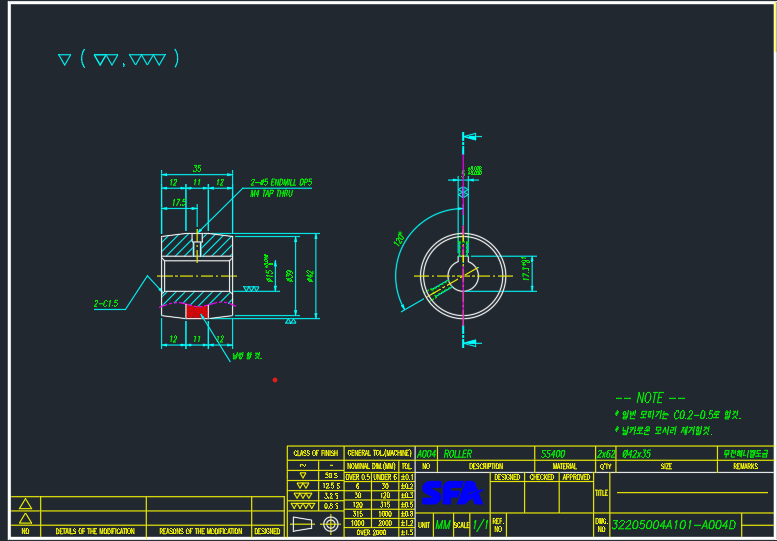 35
12 11 12
17.5
2-ø5 ENDMILL DP5
M4 TAP THRU
Ø15
Ø39
Ø42
2-C1.5
12 11 12
5
120°
17.3
-- NOTE --
* 일반 모따기는 C0.2-0.5로 할것.
* 날카로운 모서리 제거할것.
A004 ROLLER SS400 2x62 Ø42x35 무전해니켈도금
NO DESCRIPTION MATERIAL Q'TY SIZE REMARKS
CLASS OF FINISH GENERAL TOL.(MACHINE)
~ - NOMINAL DIM.(MM) TOL.
50 S OVER 0.5 UNDER 6 ±0.1
12.5 S 6 30 ±0.2
3.2 S 30 120 ±0.3
0.8 S 120 315 ±0.5
315 1000 ±0.8
1000 2000 ±1.2
OVER 2000 ±1.5
SFA
DESIGNED CHECKED APPROVED
TITLE
UNIT MM SCALE 1/1 REF. NO
DWG. NO 32205004A101-A004D
NO DETAILS OF THE MODIFICATION REASONS OF THE MODIFICATION DESIGNED